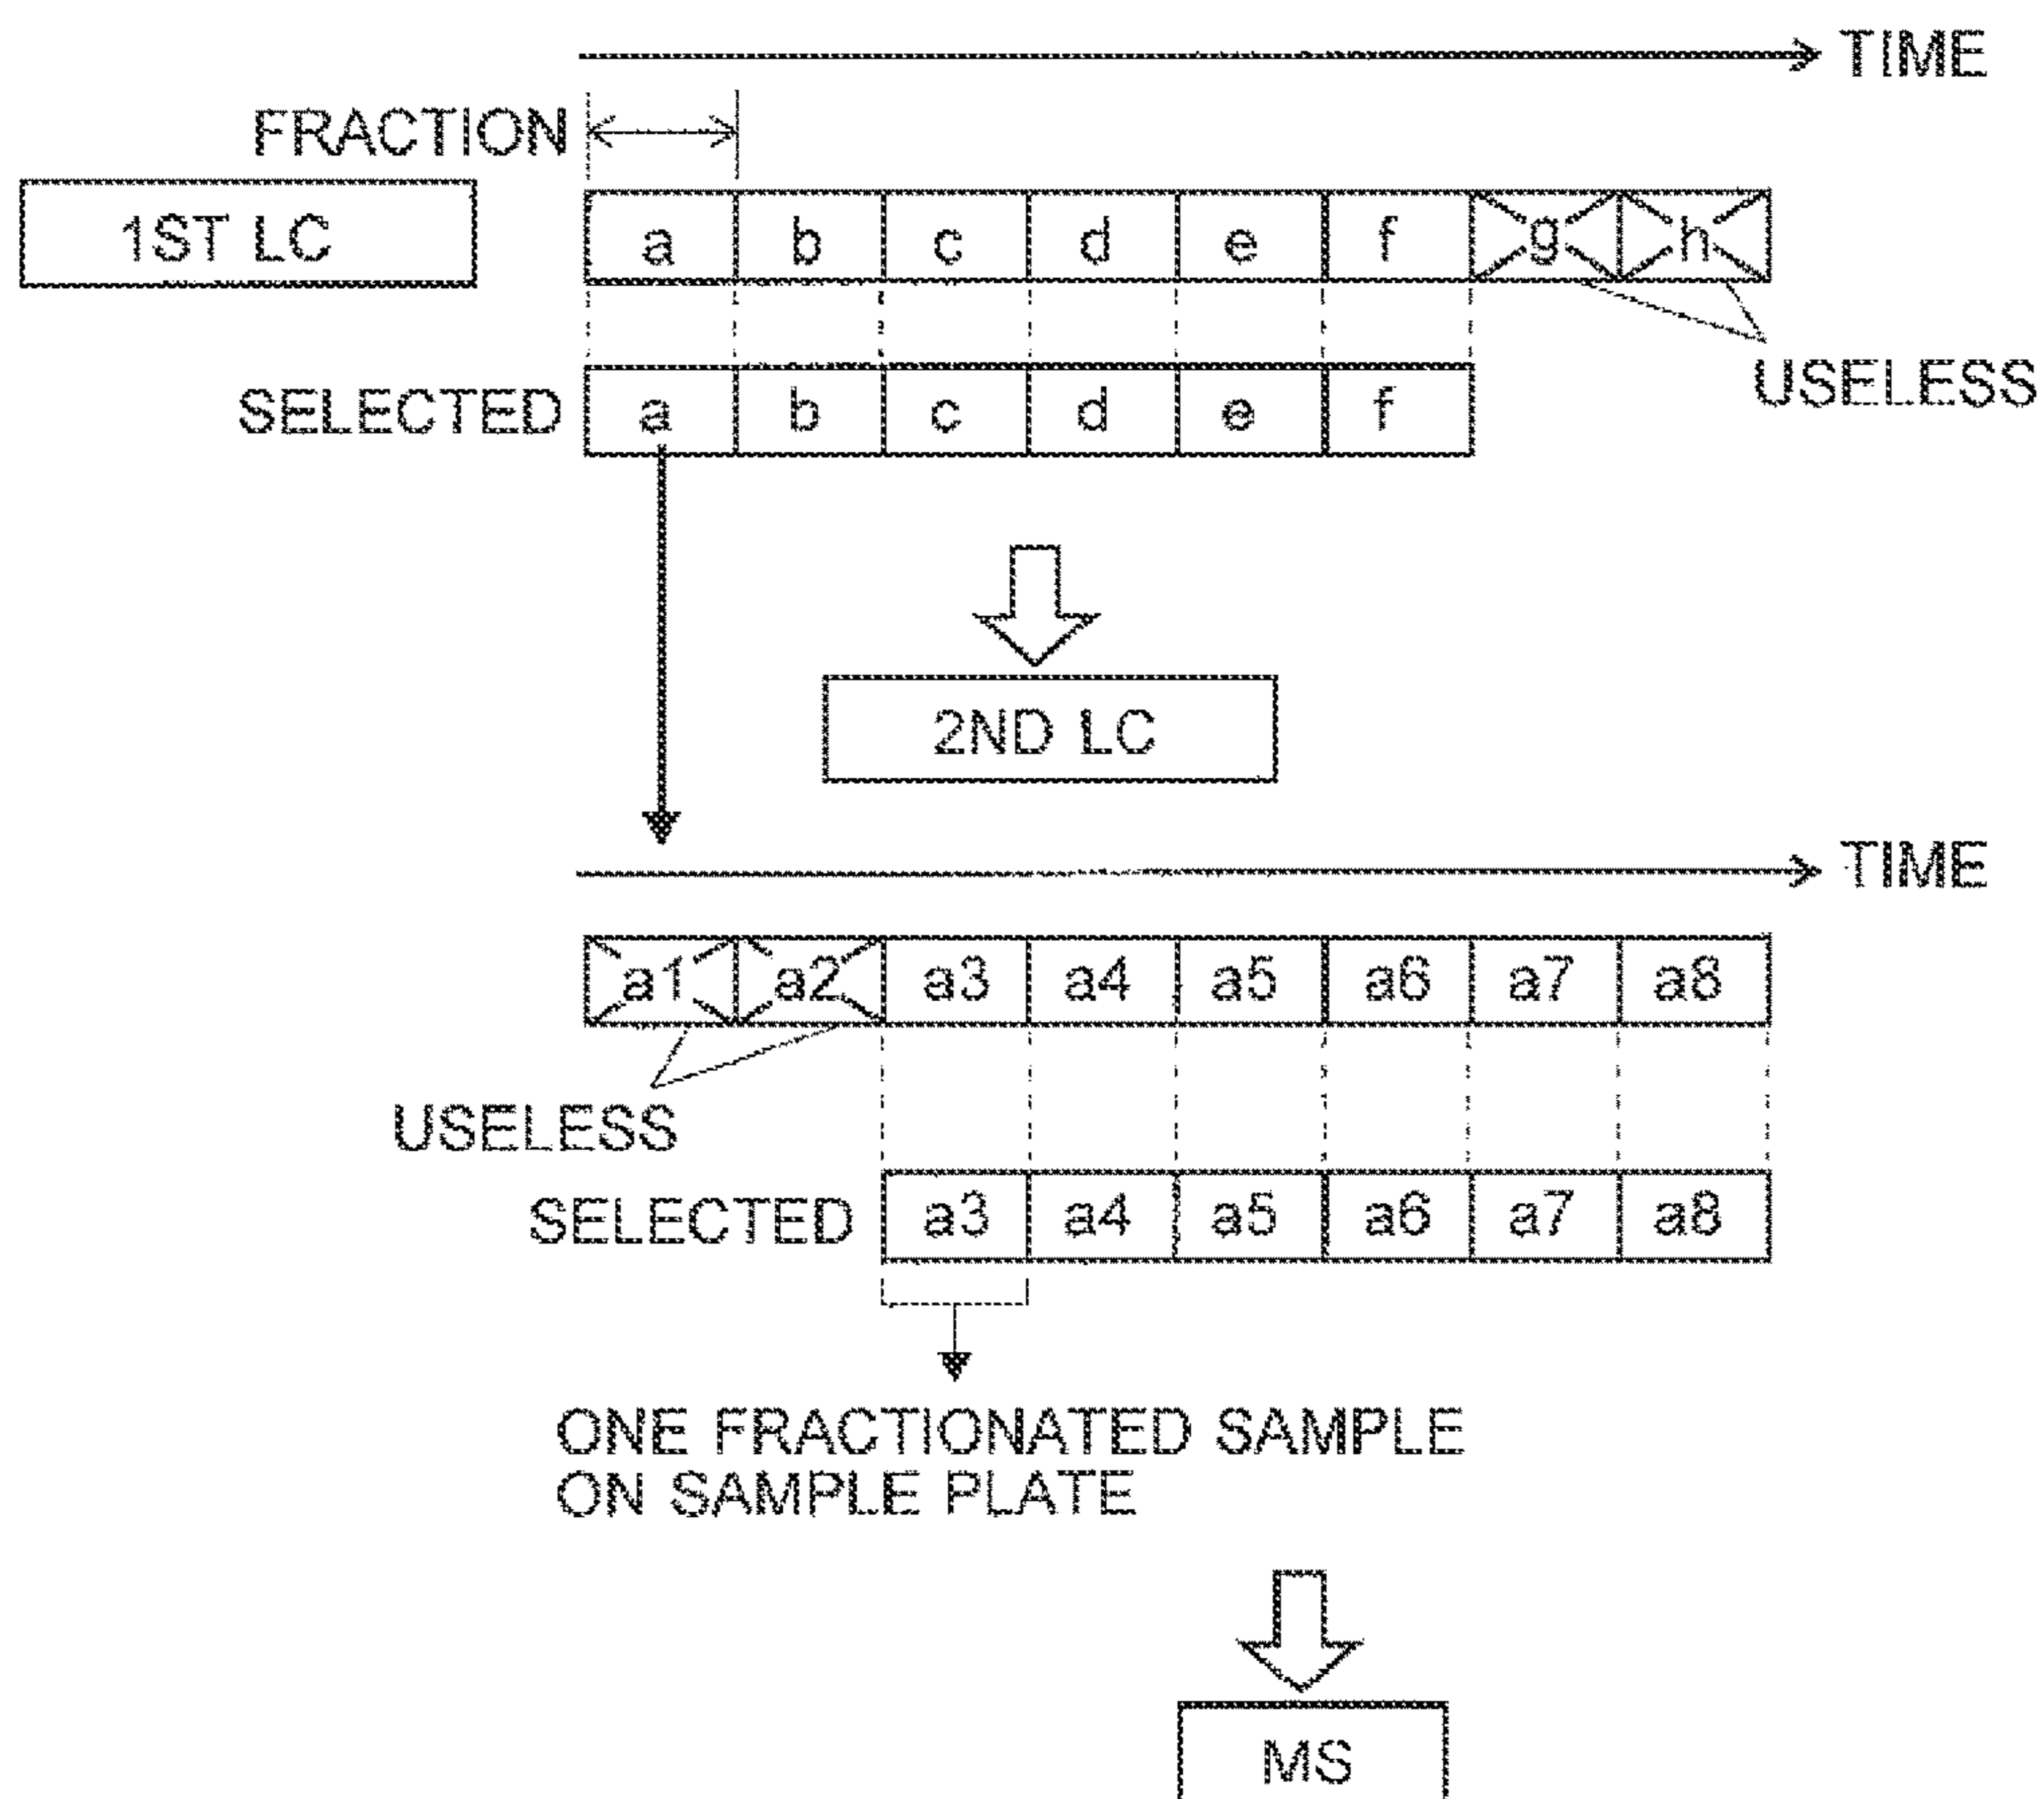 TIME
FRACTION
1ST LC
a b c d e f g h
USELESS
SELECTED a b c d e f
2ND LC
TIME
a1 a2 a3 a4 a5 a6 a7 a8
USELESS
SELECTED a3 a4 a5 a6 a7 a8
ONE FRACTIONATED SAMPLE
ON SAMPLE PLATE
MS